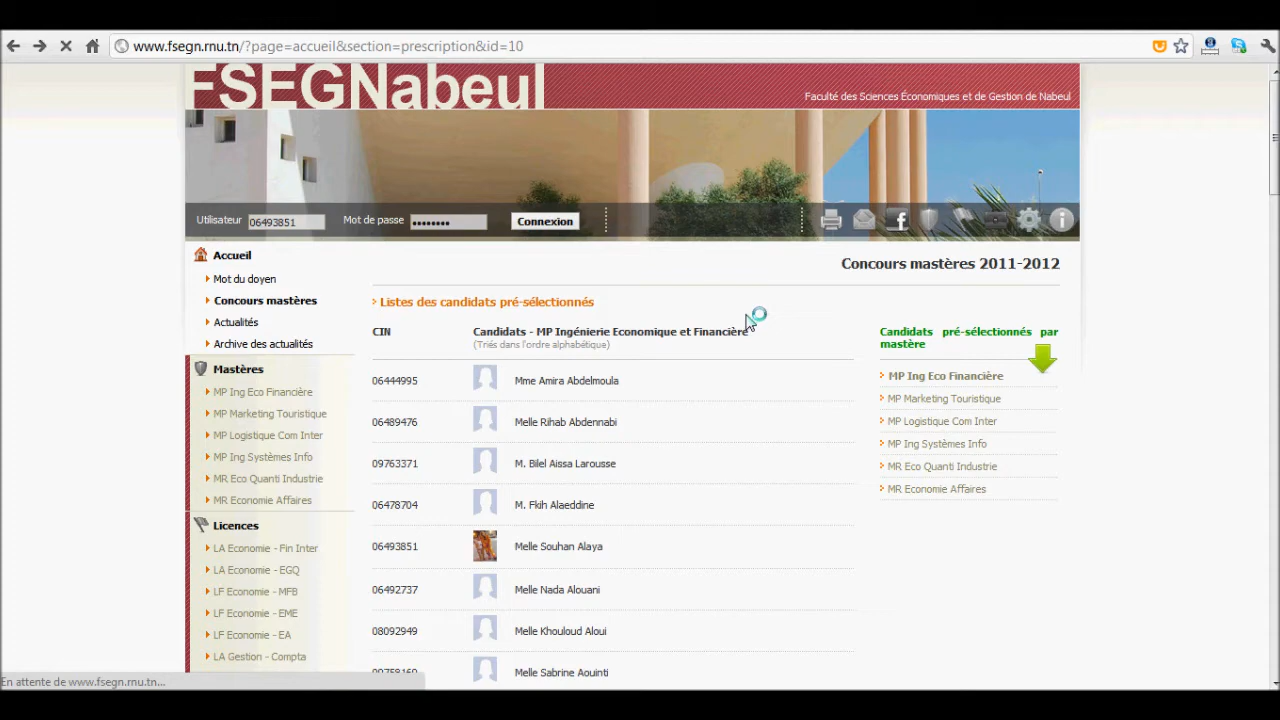 www.fsegn.rnu.tn/?page=accueil&section=prescription&id=10
FSEGNabeul
Faculté des Sciences Économiques et de Gestion de Nabeul
Utilisateur 06493851 Mot de passe •••••••• Connexion
Accueil
Mot du doyen
Concours mastères
Actualités
Archive des actualités
Mastères
MP Ing Eco Financière
MP Marketing Touristique
MP Logistique Com Inter
MP Ing Systèmes Info
MR Eco Quanti Industrie
MR Economie Affaires
Licences
LA Economie - Fin Inter
LA Economie - EGQ
LF Economie - MFB
LF Economie - EME
LF Economie - EA
LA Gestion - Compta
Concours mastères 2011-2012
Listes des candidats pré-sélectionnés
CIN Candidats - MP Ingénierie Economique et Financière
(Triés dans l'ordre alphabétique)
06444995 Mme Amira Abdelmoula
06489476 Melle Rihab Abdennabi
09763371 M. Bilel Aissa Larousse
06478704 M. Fkih Alaeddine
06493851 Melle Souhan Alaya
06492737 Melle Nada Alouani
08092949 Melle Khouloud Aloui
Melle Sabrine Aouinti
Candidats pré-sélectionnés par
mastère
MP Ing Eco Financière
MP Marketing Touristique
MP Logistique Com Inter
MP Ing Systèmes Info
MR Eco Quanti Industrie
MR Economie Affaires
En attente de www.fsegn.rnu.tn...